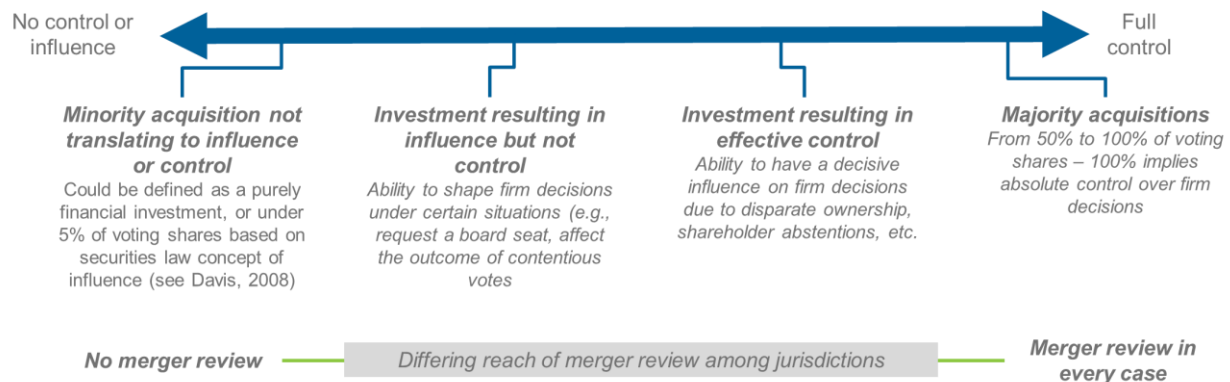 No control or
influence
Full
control
Minority acquisition not
translating to influence
or control
Could be defined as a purely
financial investment, or under
5% of voting shares based on
securities law concept of
influence (see Davis, 2008)
Investment resulting in
influence but not
control
Ability to shape firm decisions
under certain situations (e.g.,
request a board seat, affect
the outcome of contentious
votes
Investment resulting in
effective control
Ability to have a decisive
influence on firm decisions
due to disparate ownership,
shareholder abstentions, etc.
Majority acquisitions
From 50% to 100% of voting
shares – 100% implies
absolute control over firm
decisions
No merger review
Differing reach of merger review among jurisdictions
Merger review in
every case